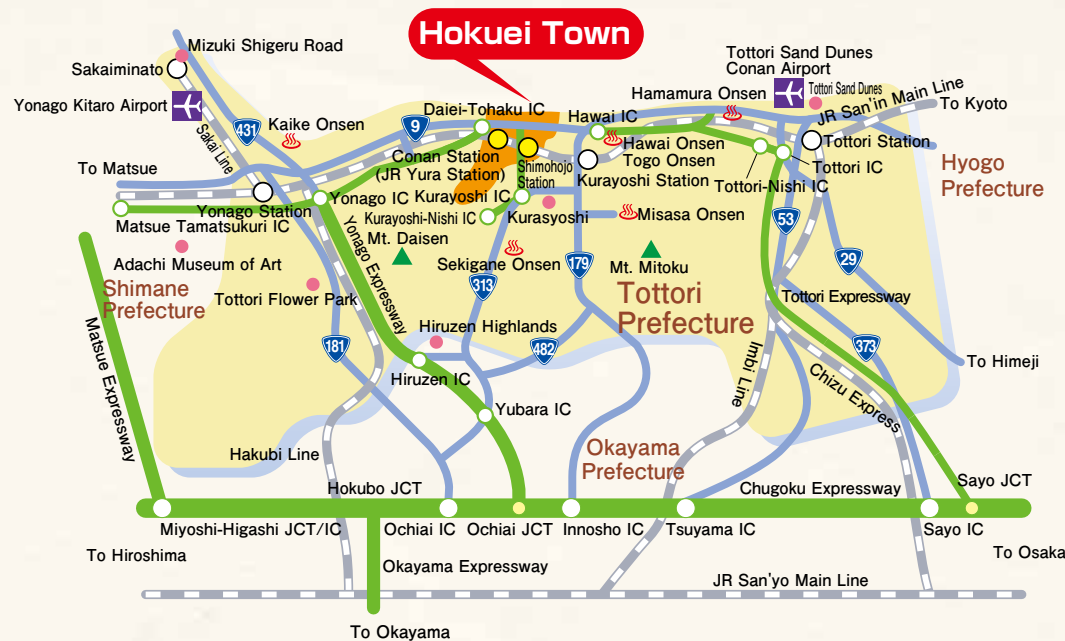 Hokuei Town
Mizuki Shigeru Road
Sakaiminato
Yonago Kitaro Airport
Sakai Line
431
Kaike Onsen
9
Daiei-Tohaku IC
Hawai IC
Hamamura Onsen
Tottori Sand Dunes
Conan Airport
Tottori Sand Dunes
JR San'in Main Line
To Kyoto
Tottori Station
Hyogo
Prefecture
To Matsue
Conan Station
(JR Yura Station)
Shimohojo
Station
Hawai Onsen
Togo Onsen
Kurayoshi Station
Tottori IC
Tottori-Nishi IC
Yonago Station
Yonago IC
Kurayoshi IC
Kurayoshi-Nishi IC
Kurasyoshi
Misasa Onsen
Matsue Tamatsukuri IC
Adachi Museum of Art
Mt. Daisen
Sekigane Onsen
179
Mt. Mitoku
53
29
Shimane
Prefecture
Tottori Flower Park
Yonago Expressway
313
Tottori
Prefecture
Tottori Expressway
Matsue Expressway
181
Hiruzen Highlands
482
373
Hiruzen IC
Imbi Line
Chizu Express
To Himeji
Yubara IC
Hakubi Line
Okayama
Prefecture
Hokubo JCT
Chugoku Expressway
Sayo JCT
Miyoshi-Higashi JCT/IC
Ochiai IC
Ochiai JCT
Innosho IC
Tsuyama IC
Sayo IC
To Hiroshima
To Osaka
Okayama Expressway
JR San'yo Main Line
To Okayama